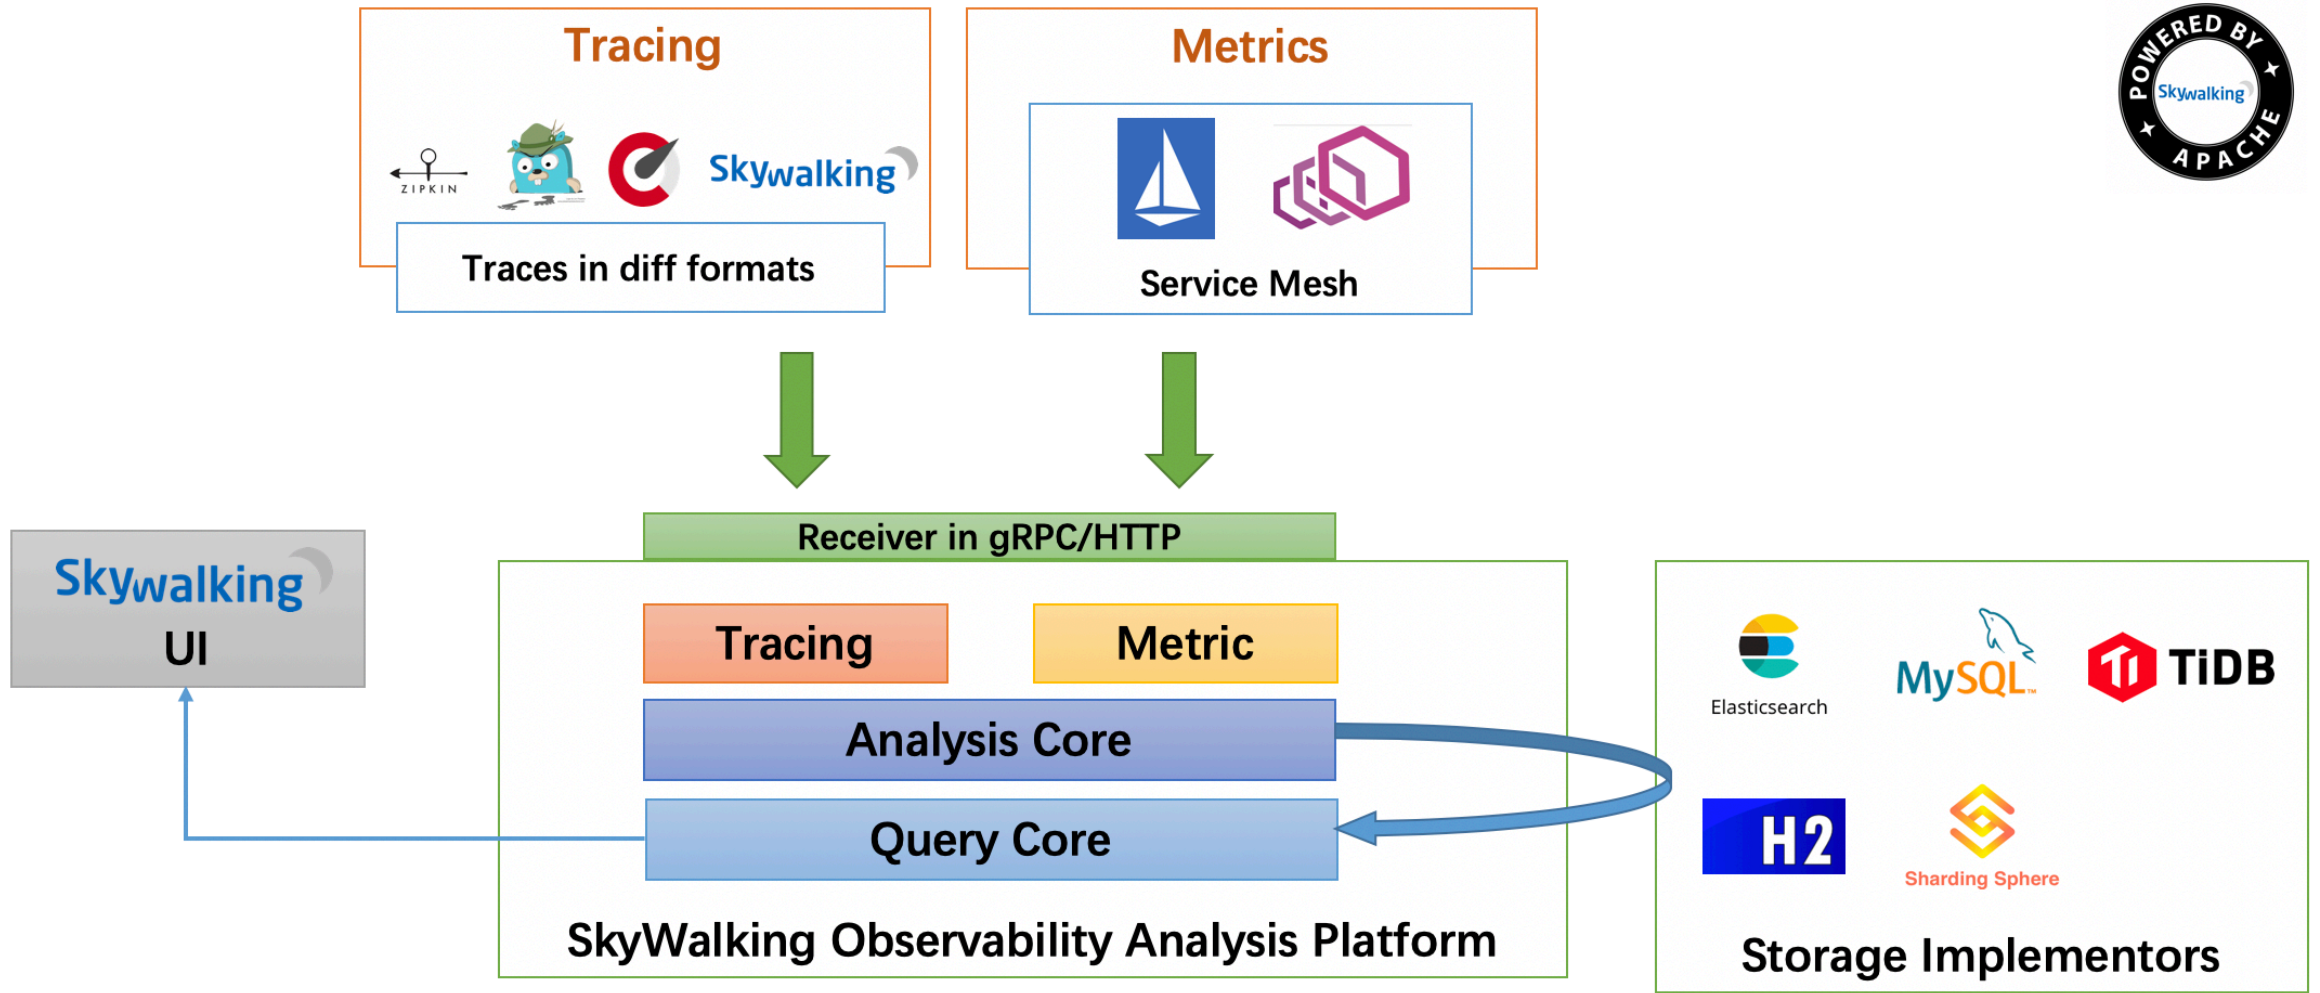 Tracing
Metrics
POWERED BY
Skywalking
APACHE
ZIPKIN
Skywalking
Traces in diff formats
Service Mesh
Receiver in gRPC/HTTP
Skywalking
UI
Tracing
Metric
Analysis Core
Query Core
SkyWalking Observability Analysis Platform
Elasticsearch
MySQL™
TiDB
H2
Sharding Sphere
Storage Implementors